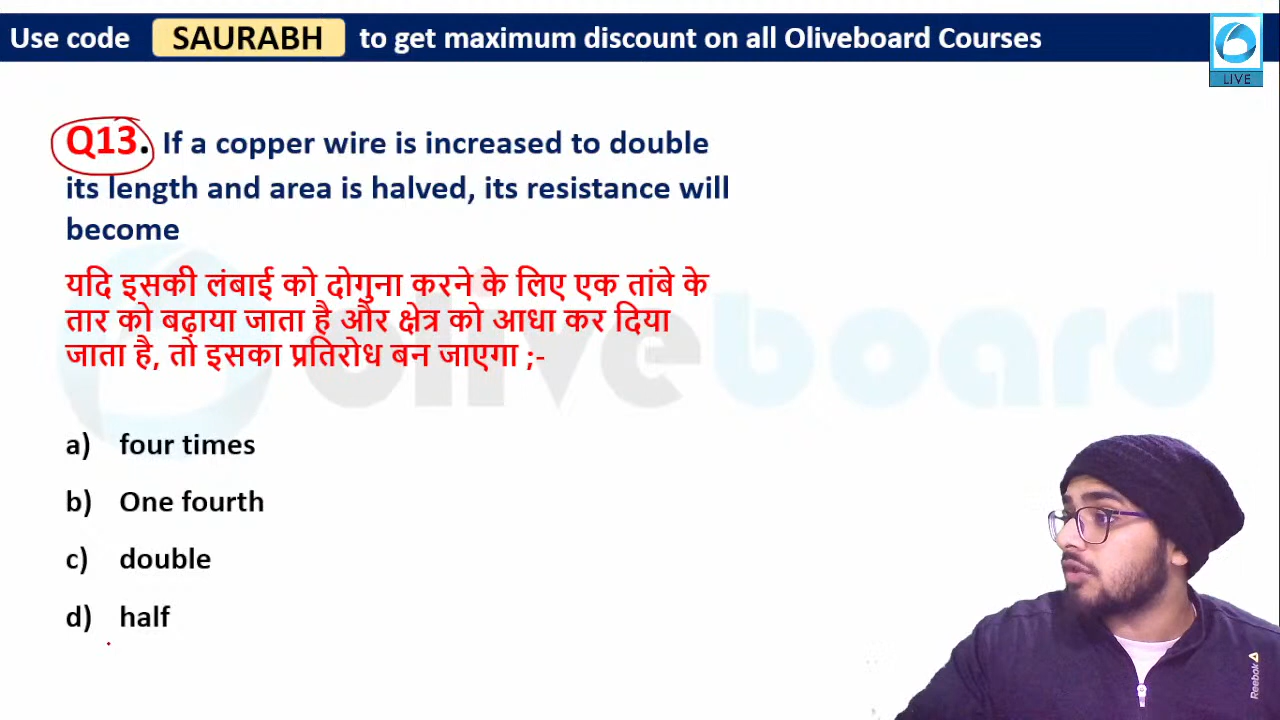 Use code SAURABH to get maximum discount on all Oliveboard Courses
LIVE
Q13. If a copper wire is increased to double
its length and area is halved, its resistance will
become
यदि इसकी लंबाई को दोगुना करने के लिए एक तांबे के
तार को बढ़ाया जाता है और क्षेत्र को आधा कर दिया
जाता है, तो इसका प्रतिरोध बन जाएगा ;-
oliveboard
a) four times
b) One fourth
c) double
d) half
Reebok